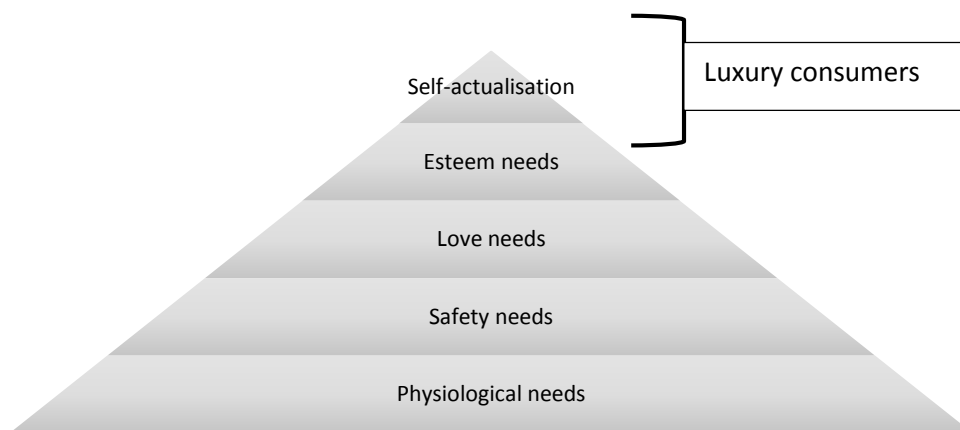 Luxury consumers
Self-actualisation
Esteem needs
Love needs
Safety needs
Physiological needs